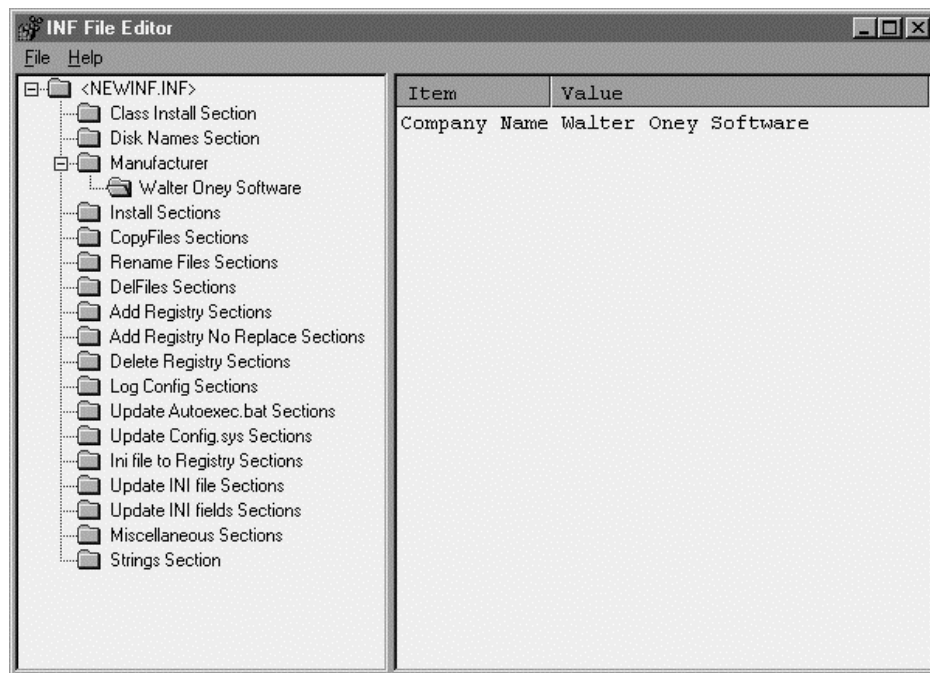 INF File Editor
File Help
<NEWINF.INF>
Class Install Section
Disk Names Section
Manufacturer
Walter Oney Software
Install Sections
CopyFiles Sections
Rename Files Sections
DelFiles Sections
Add Registry Sections
Add Registry No Replace Sections
Delete Registry Sections
Log Config Sections
Update Autoexec.bat Sections
Update Config.sys Sections
Ini file to Registry Sections
Update INI file Sections
Update INI fields Sections
Miscellaneous Sections
Strings Section
Item Value
Company Name Walter Oney Software